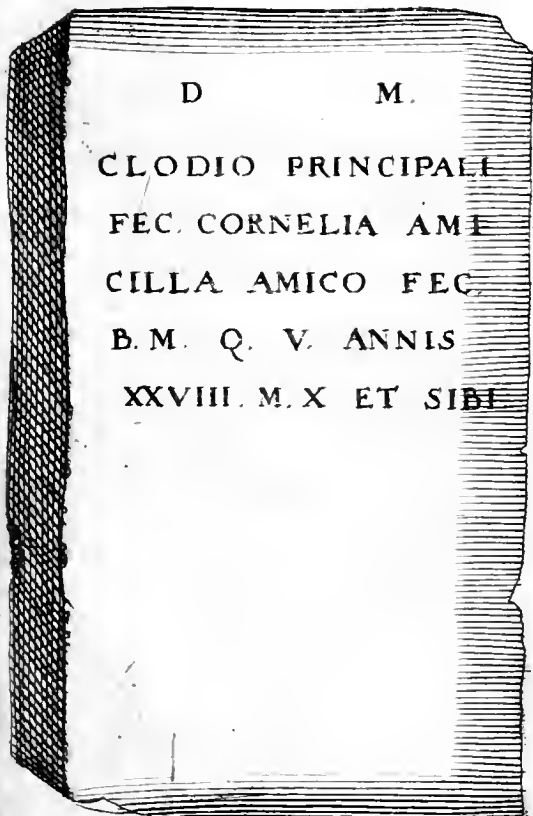 D M.
CLODIO PRINCIPALI
FEC. CORNELIA AMI
CILLA AMICO FEC.
B. M. Q. V. ANNIS
XXVIII. M. X ET SIBI